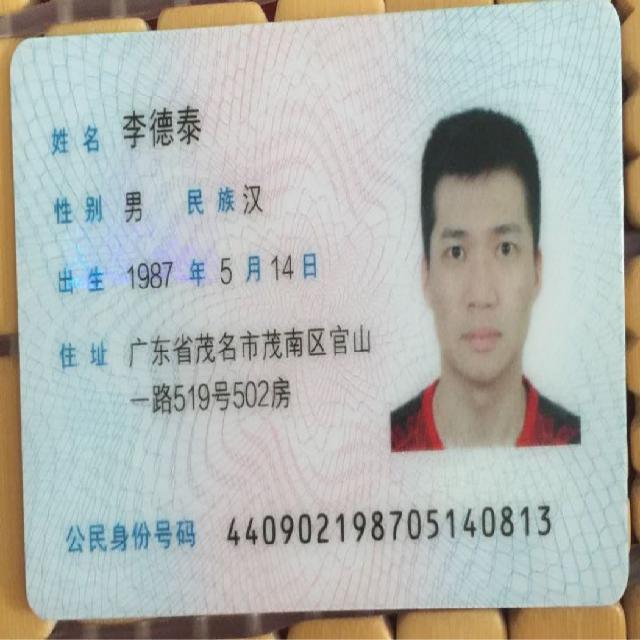 姓名 李德泰
性别 男 民族 汉
出生 1987 年 5 月 14 日
住址 广东省茂名市茂南区官山
一路519号502房
公民身份号码 440902198705140813